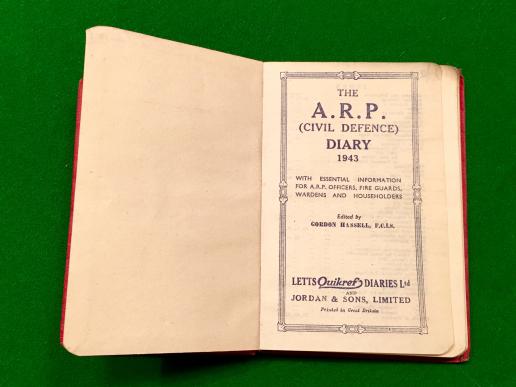 THE
A.R.P.
(CIVIL DEFENCE)
DIARY
1943
WITH ESSENTIAL INFORMATION
FOR A.R.P. OFFICERS, FIRE GUARDS,
WARDENS AND HOUSEHOLDERS
Edited by
GORDON HASSELL, F.C.I.S.
LETTS Quikref DIARIES Ltd
AND
JORDAN & SONS, LIMITED
Printed in Great Britain